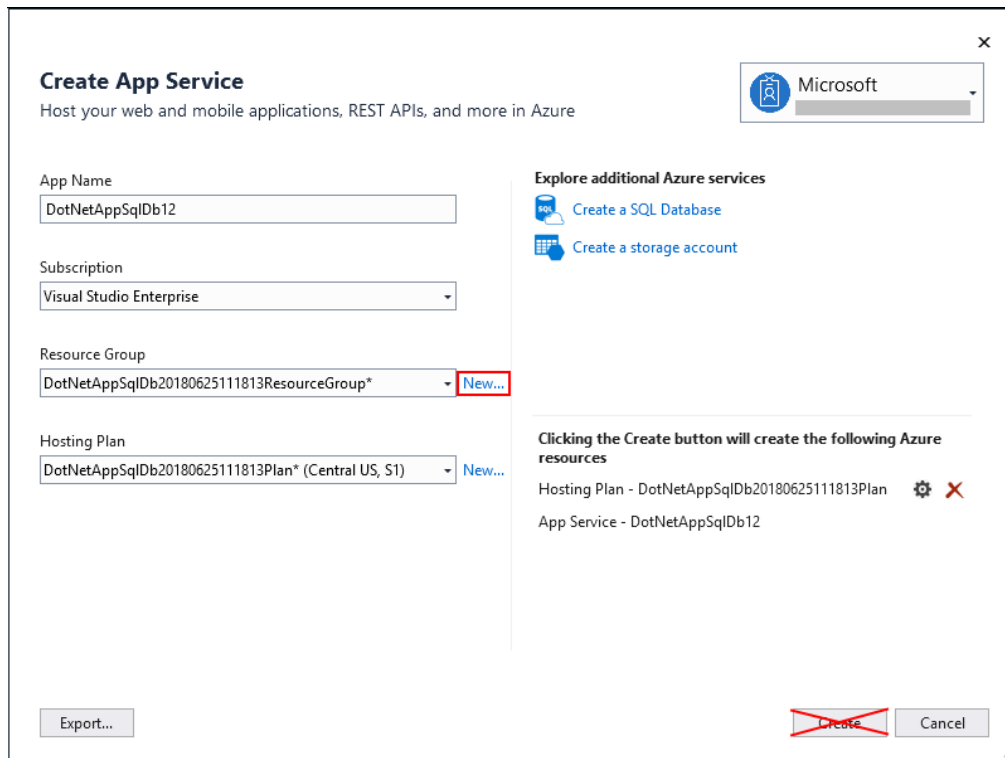 ×
Create App Service
Host your web and mobile applications, REST APIs, and more in Azure
Microsoft
App Name
DotNetAppSqlDb12
Subscription
Visual Studio Enterprise
Resource Group
DotNetAppSqlDb20180625111813ResourceGroup*
New...
Hosting Plan
DotNetAppSqlDb20180625111813Plan* (Central US, S1)
New...
Explore additional Azure services
SQL
Create a SQL Database
Create a storage account
Clicking the Create button will create the following Azure
resources
Hosting Plan - DotNetAppSqlDb20180625111813Plan
App Service - DotNetAppSqlDb12
Export...
Create
Cancel